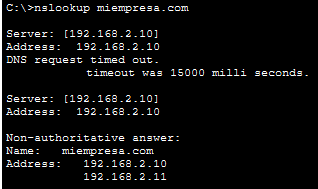 C:\>nslookup miempresa.com
Server: [192.168.2.10]
Address:  192.168.2.10
DNS request timed out.
timeout was 15000 milli seconds.
Server: [192.168.2.10]
Address:  192.168.2.10
Non-authoritative answer:
Name:   miempresa.com
Address:   192.168.2.10
192.168.2.11